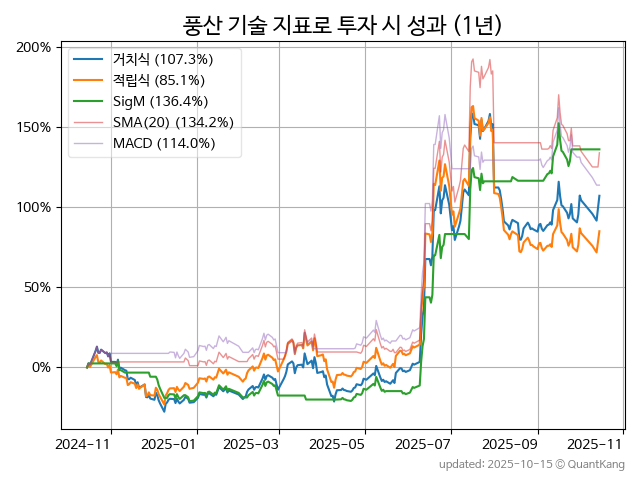 풍산 기술 지표로 투자 시 성과 (1년)
거치식 (107.3%)
적립식 (85.1%)
SigM (136.4%)
SMA(20) (134.2%)
MACD (114.0%)
200%
150%
100%
50%
0%
2024-11 2025-01 2025-03 2025-05 2025-07 2025-09 2025-11
updated: 2025-10-15 © QuantKang